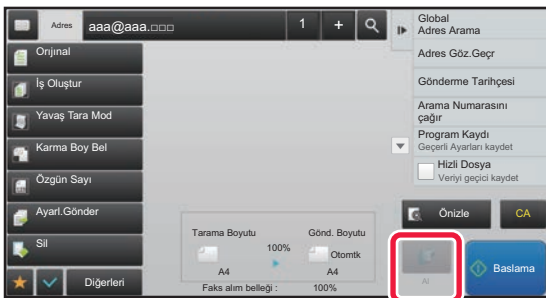 Adres
aaa@aaa.□□□
1
+
Orijinal
İş Oluştur
Yavaş Tara Mod
Karma Boy Bel
Özgün Sayı
Ayarl.Gönder
Sil
Diğerleri
Tarama Boyutu
Gönd. Boyutu
100%
Otomtk
A4
A4
Faks alım belleği :
100%
Global
Adres Arama
Adres Göz.Geçr
Gönderme Tarihçesi
Arama Numarasını
çağır
Program Kaydı
Geçerli Ayarları kaydet
Hizli Dosya
Veriyi geçici kaydet
Önizle
CA
Al
Baslama